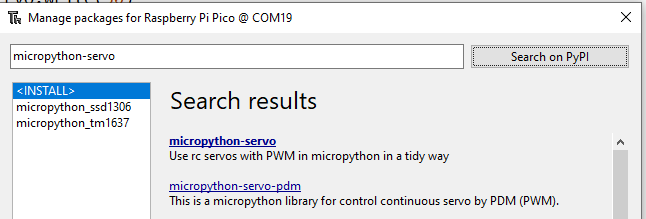 Manage packages for Raspberry Pi Pico @ COM19
micropython-servo
Search on PyPI
<INSTALL>
micropython_ssd1306
micropython_tm1637
Search results
micropython-servo
Use rc servos with PWM in micropython in a tidy way
micropython-servo-pdm
This is a micropython library for control continuous servo by PDM (PWM).